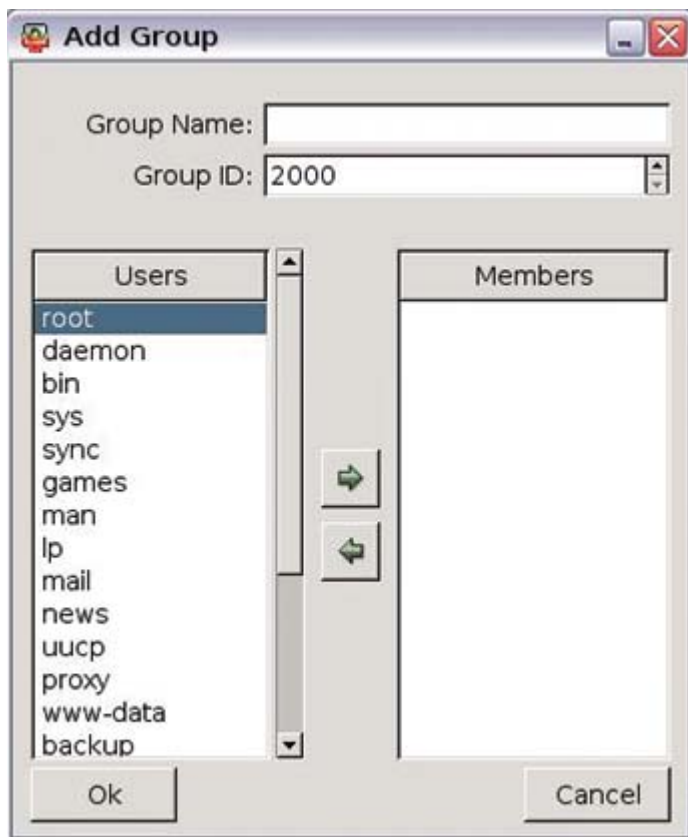 Add Group
Group Name:
Group ID: 2000
Users
Members
root
daemon
bin
sys
sync
games
man
lp
mail
news
uucp
proxy
www-data
backup
Ok
Cancel